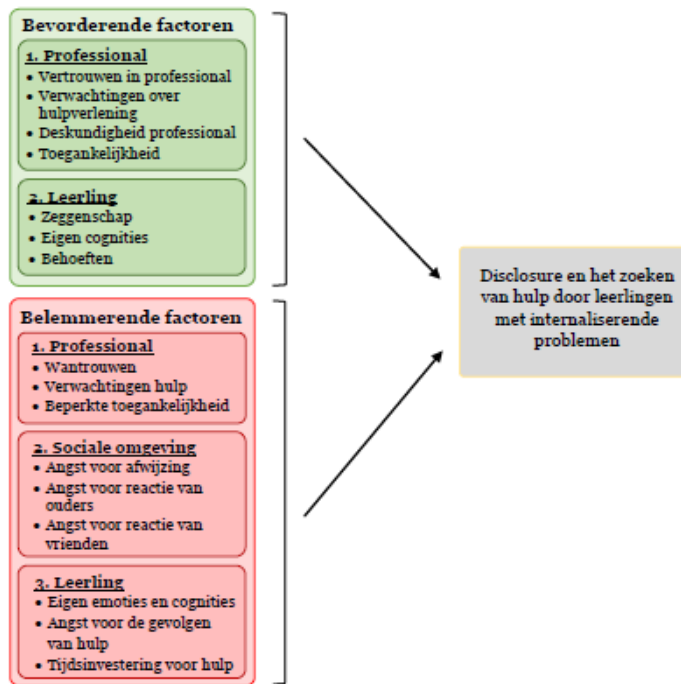 Bevorderende factoren
1. Professional
• Vertrouwen in professional
• Verwachtingen over
hulpverlening
• Deskundigheid professional
• Toegankelijkheid
2. Leerling
• Zeggenschap
• Eigen cognities
• Behoeften
Belemmerende factoren
1. Professional
• Wantrouwen
• Verwachtingen hulp
• Beperkte toegankelijkheid
2. Sociale omgeving
• Angst voor afwijzing
• Angst voor reactie van
ouders
• Angst voor reactie van
vrienden
3. Leerling
• Eigen emoties en cognities
• Angst voor de gevolgen
van hulp
• Tijdsinvestering voor hulp
Disclosure en het zoeken
van hulp door leerlingen
met internaliserende
problemen